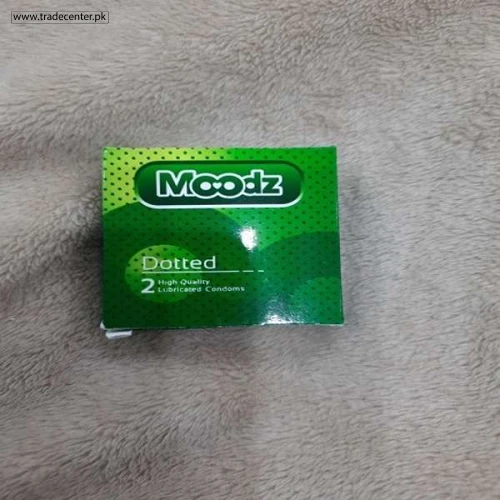 www.tradecenter.pk
Moodz
Dotted
2 High Quality
Lubricated Condoms